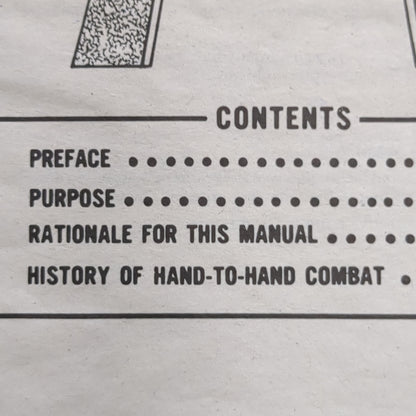 CONTENTS
PREFACE ................
PURPOSE ................
RATIONALE FOR THIS MANUAL .....
HISTORY OF HAND-TO-HAND COMBAT .